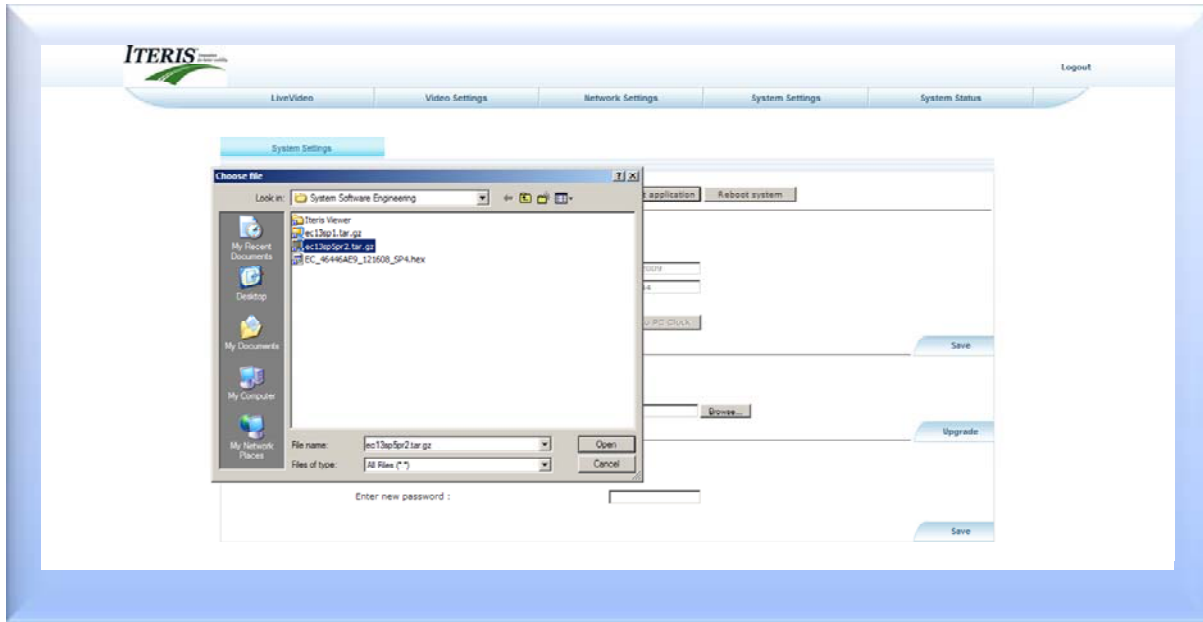 ITERIS
Logout
LiveVideo Video Settings Network Settings System Settings System Status
System Settings
Choose file
Look in: System Software Engineering
application Reboot system
Iteris Viewer
ec13sp1.tar.gz
ec13sp5pr2.tar.gz
EC_46446AE9_121608_SP4.hex
My Recent
Documents
Desktop
My Documents
My Computer
My Network
Places
PC Clock
Save
Browse...
Upgrade
File name: ec13sp5pr2.tar.gz Open
Files of type: All Files (*.*) Cancel
Enter new password :
Save